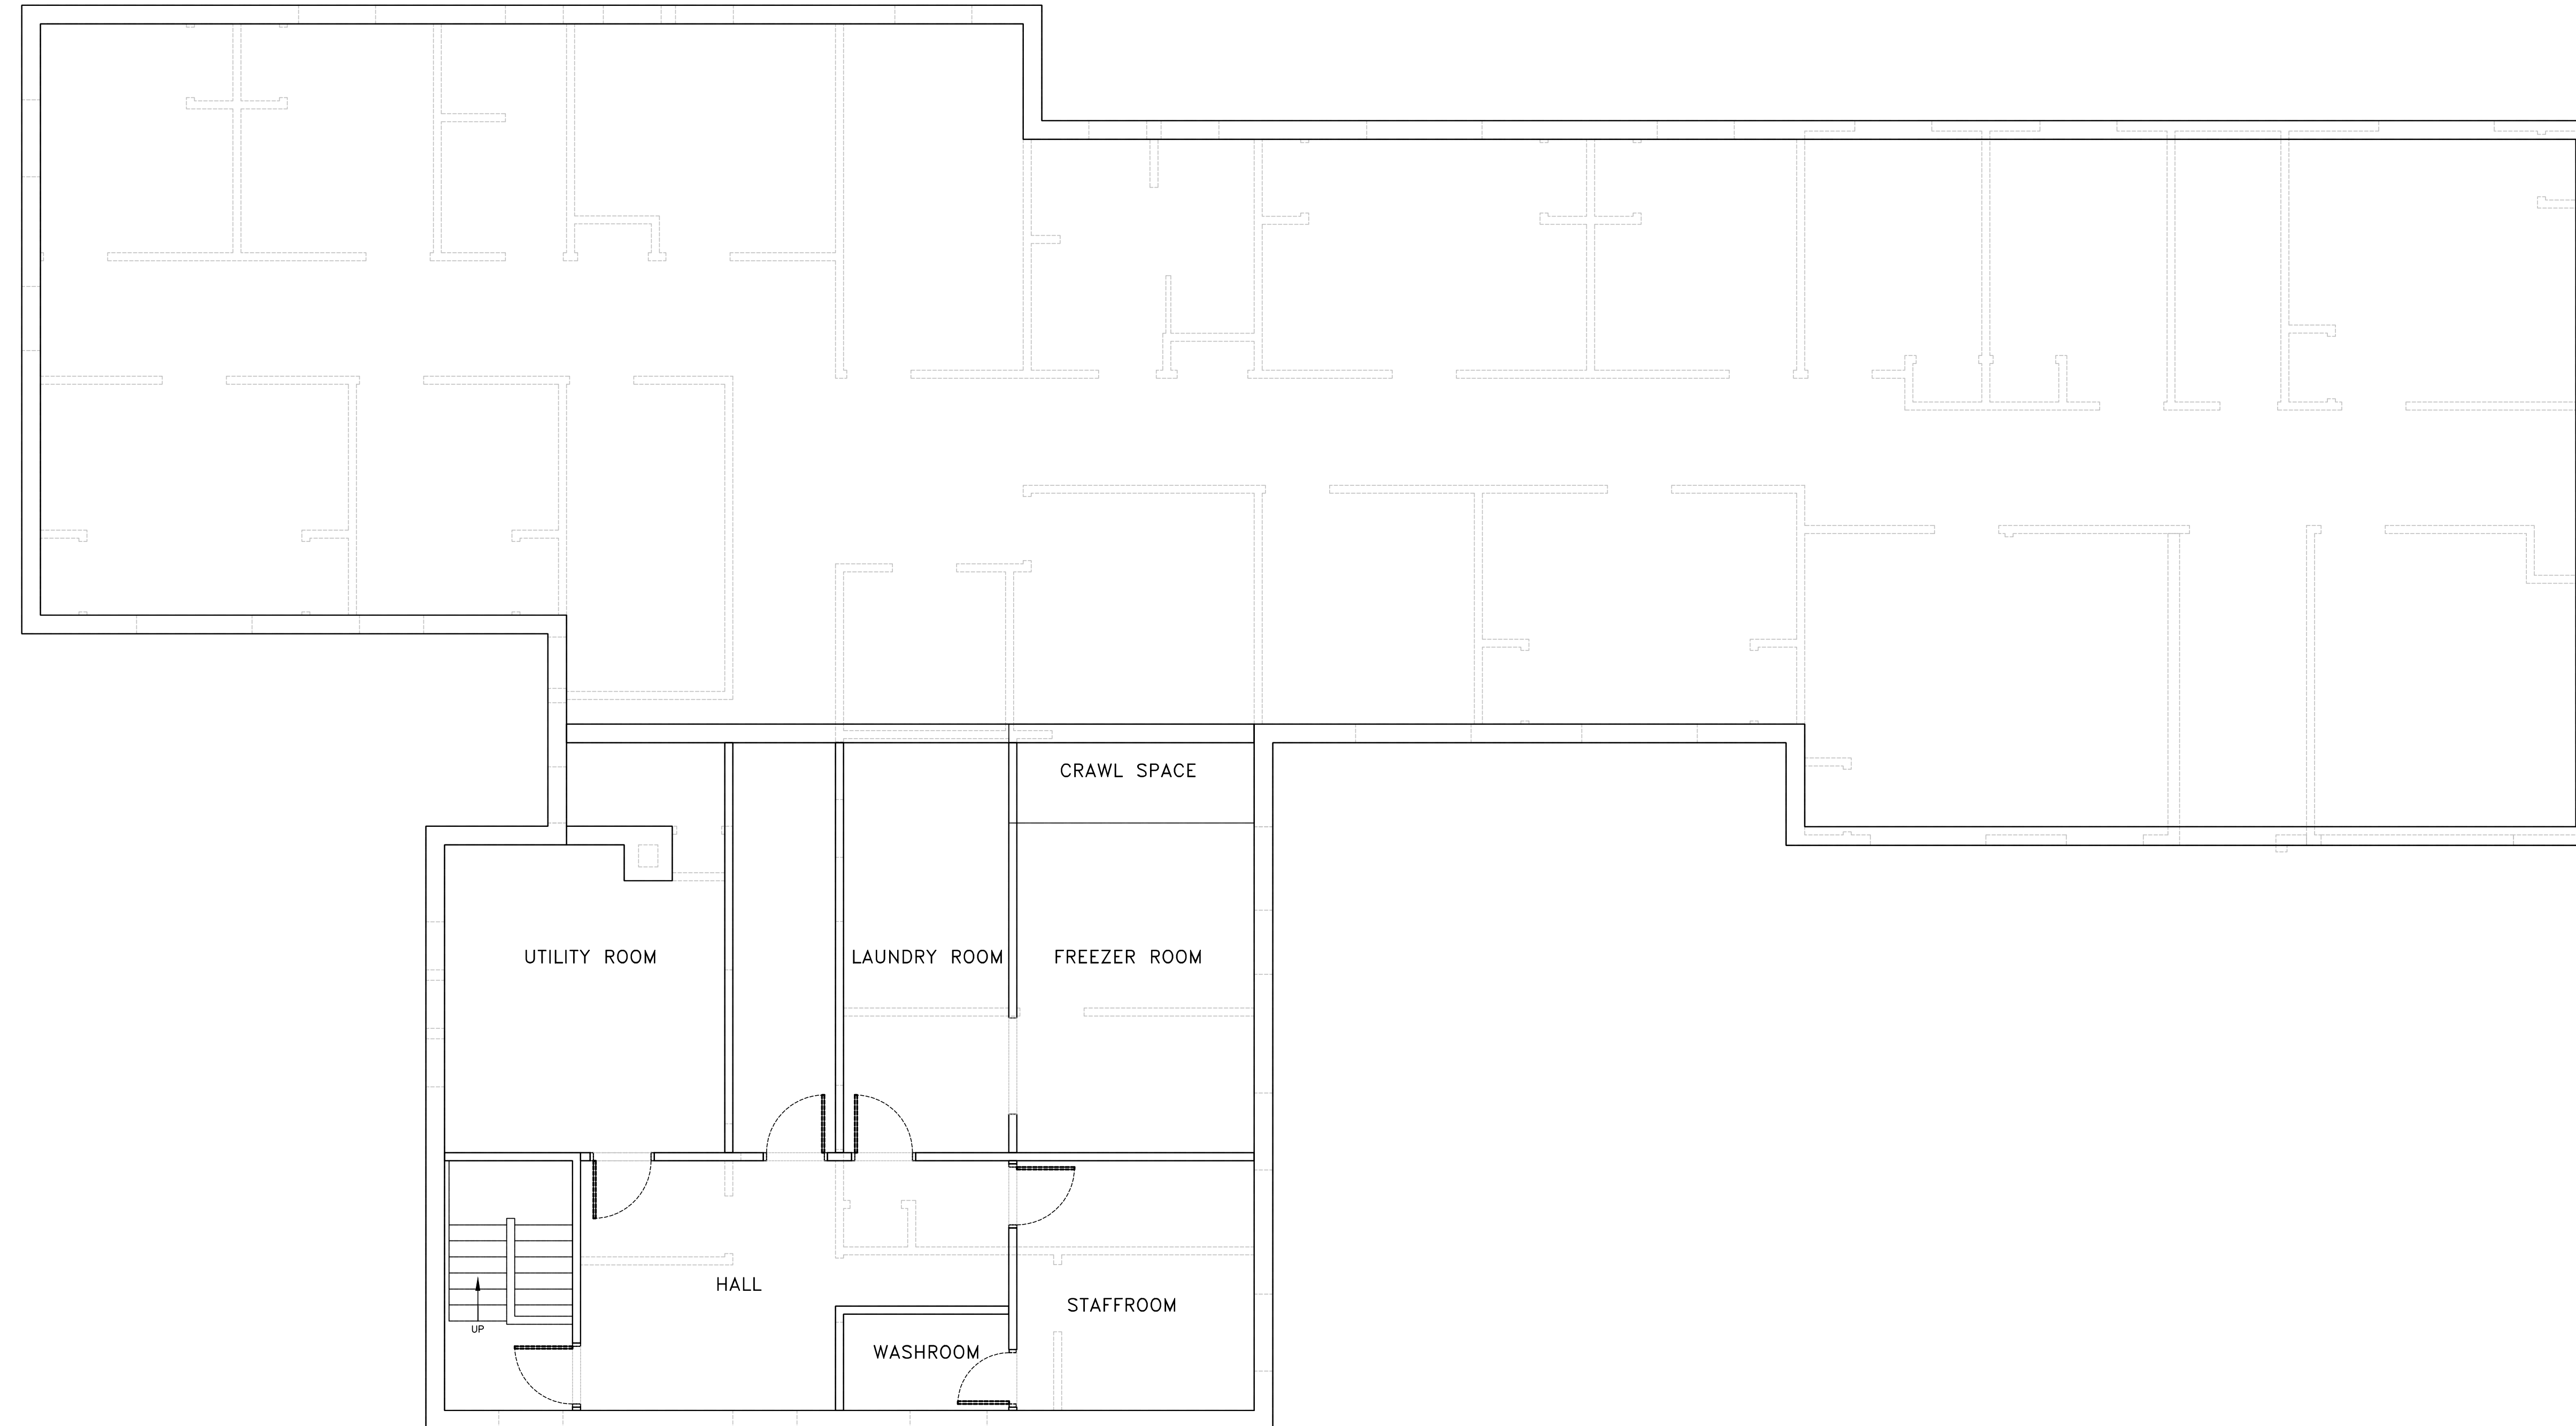 CRAWL SPACE
UTILITY ROOM
LAUNDRY ROOM
FREEZER ROOM
HALL
STAFFROOM
UP
WASHROOM